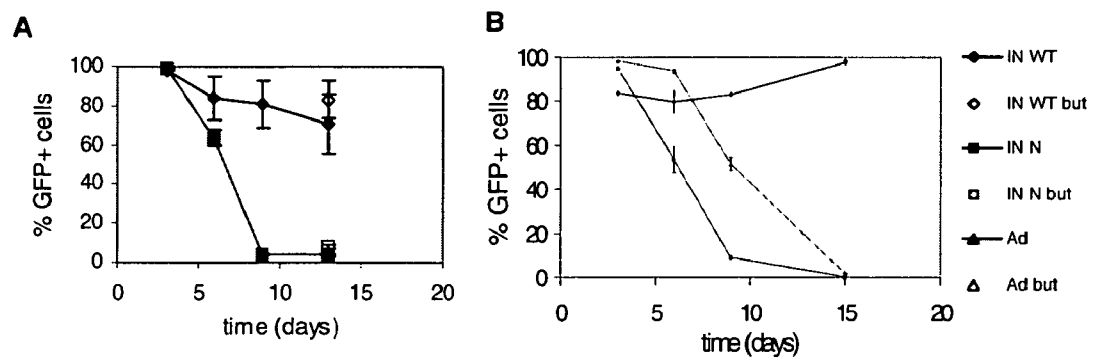 A
% GFP+ cells
100
80
60
40
20
0
0 5 10 15 20
time (days)
B
% GFP+ cells
100
80
60
40
20
0
0 5 10 15 20
time (days)
IN WT
IN WT but
IN N
IN N but
Ad
Ad but